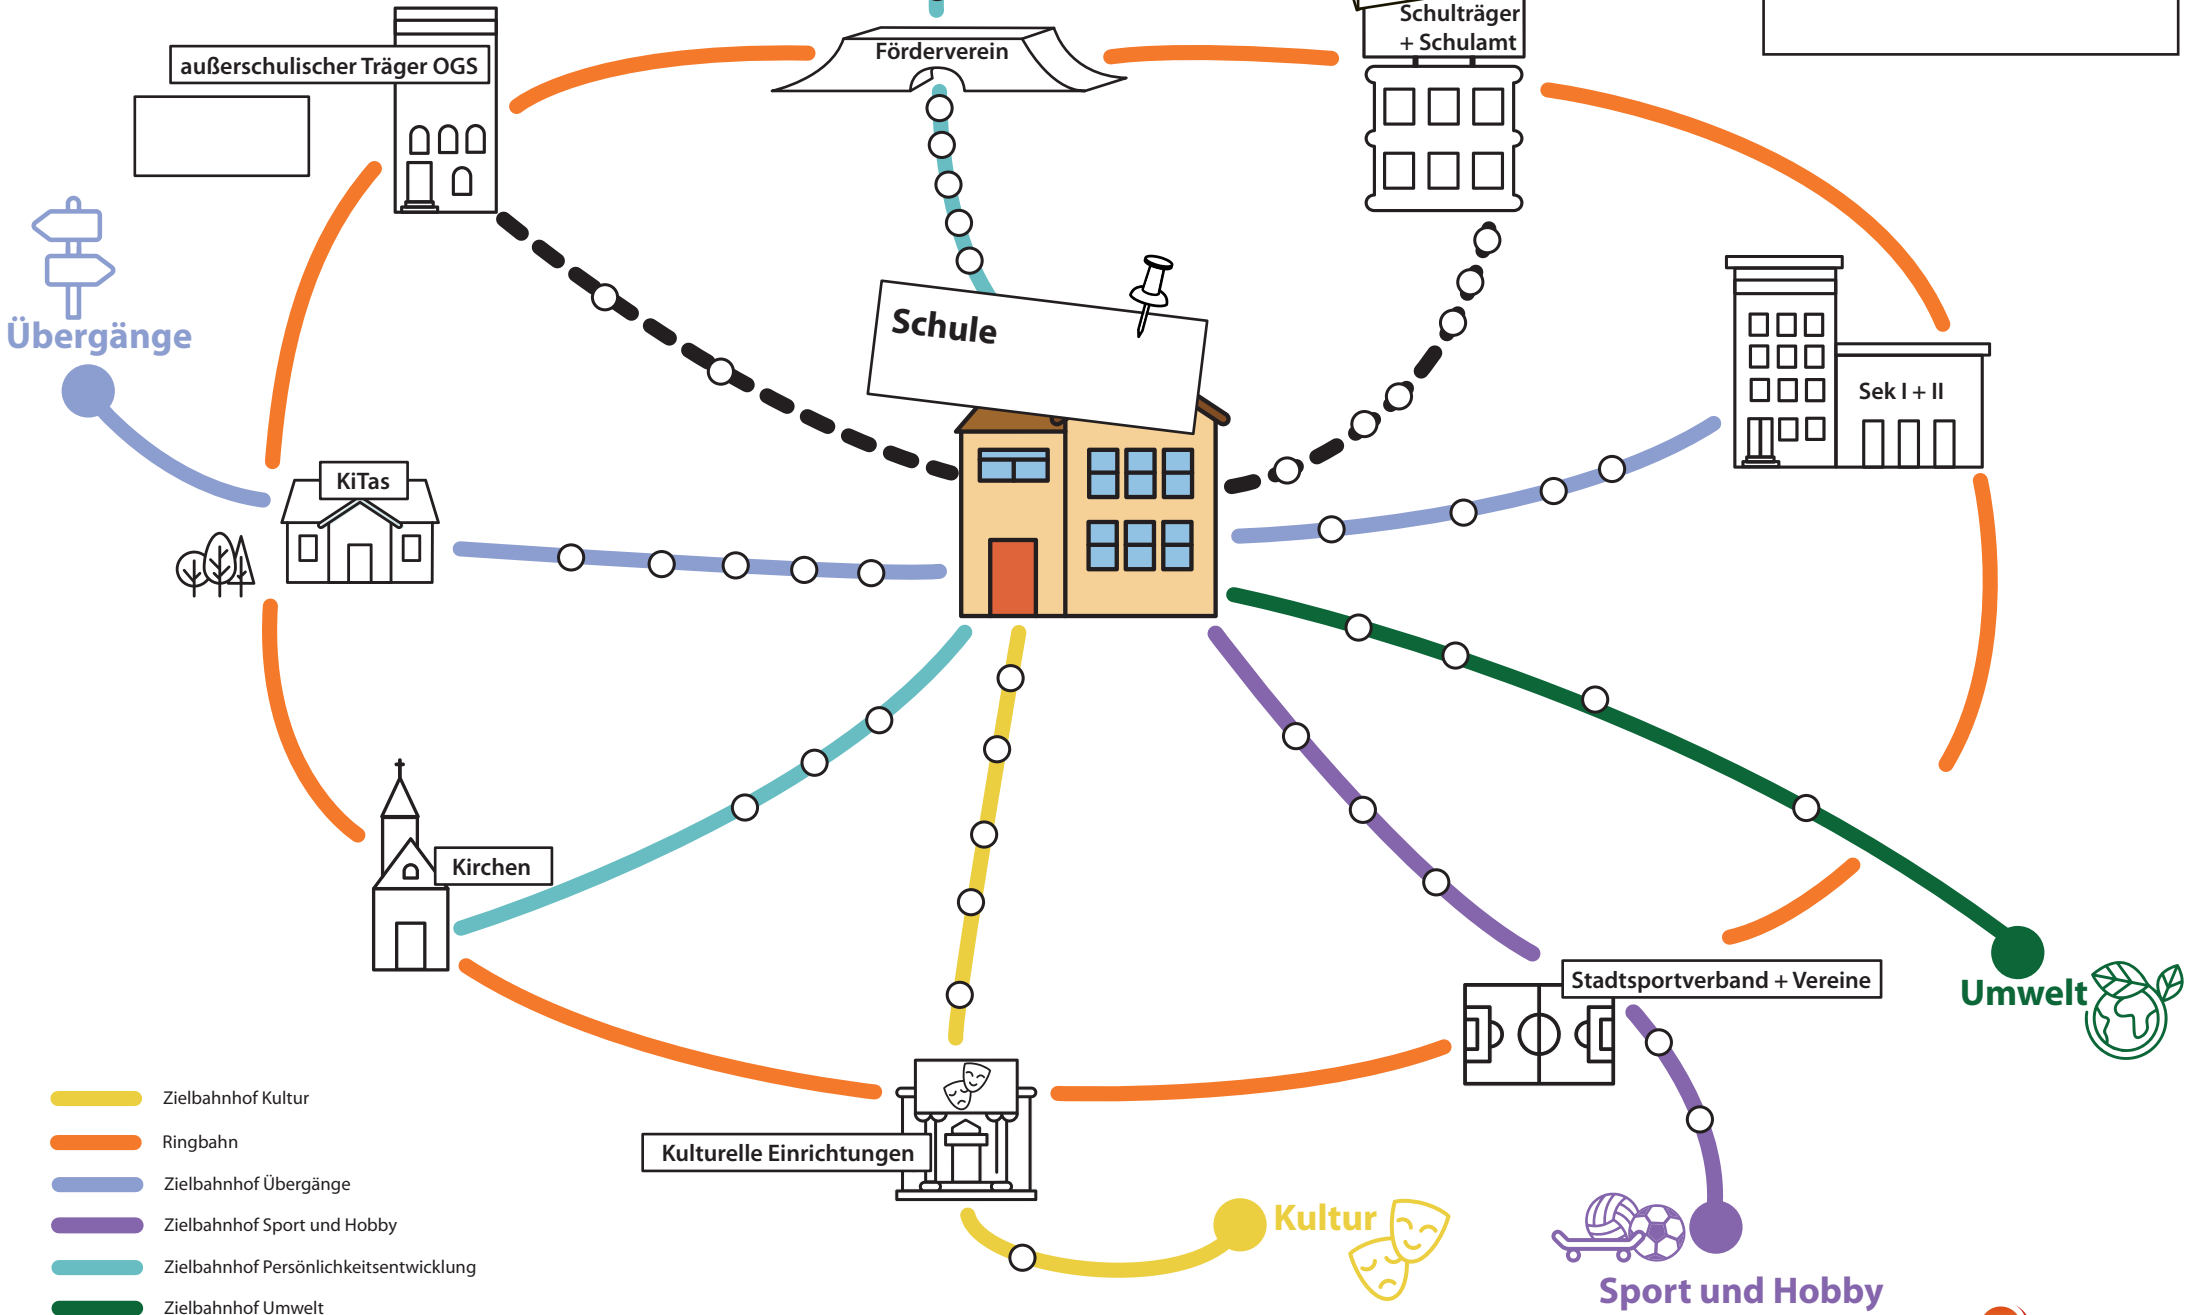 Schulträger
+ Schulamt
Förderverein
außerschulischer Träger OGS
Übergänge
Schule
Sek I + II
KiTas
Kirchen
Stadtsportverband + Vereine
Umwelt
Kulturelle Einrichtungen
Kultur
Sport und Hobby
Zielbahnhof Kultur
Ringbahn
Zielbahnhof Übergänge
Zielbahnhof Sport und Hobby
Zielbahnhof Persönlichkeitsentwicklung
Zielbahnhof Umwelt